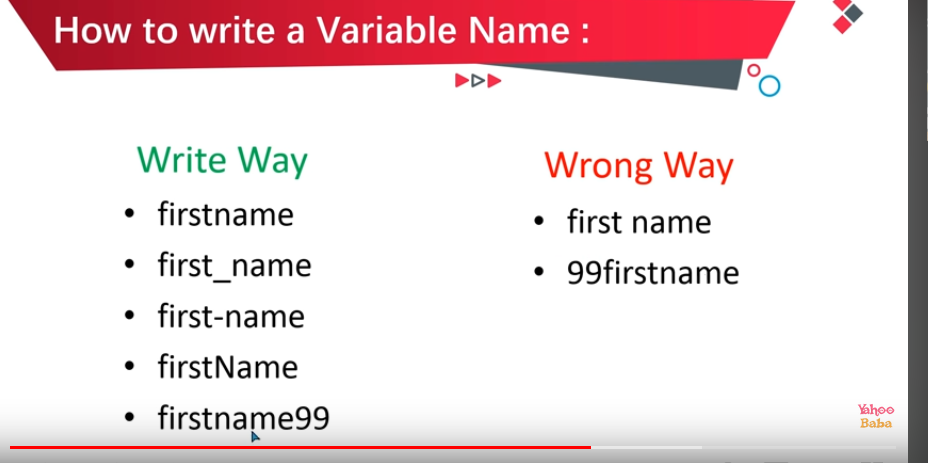 How to write a Variable Name :
Write Way
• firstname
• first_name
• first-name
• firstName
• firstname99
Wrong Way
• first name
• 99firstname
Yahoo
Baba